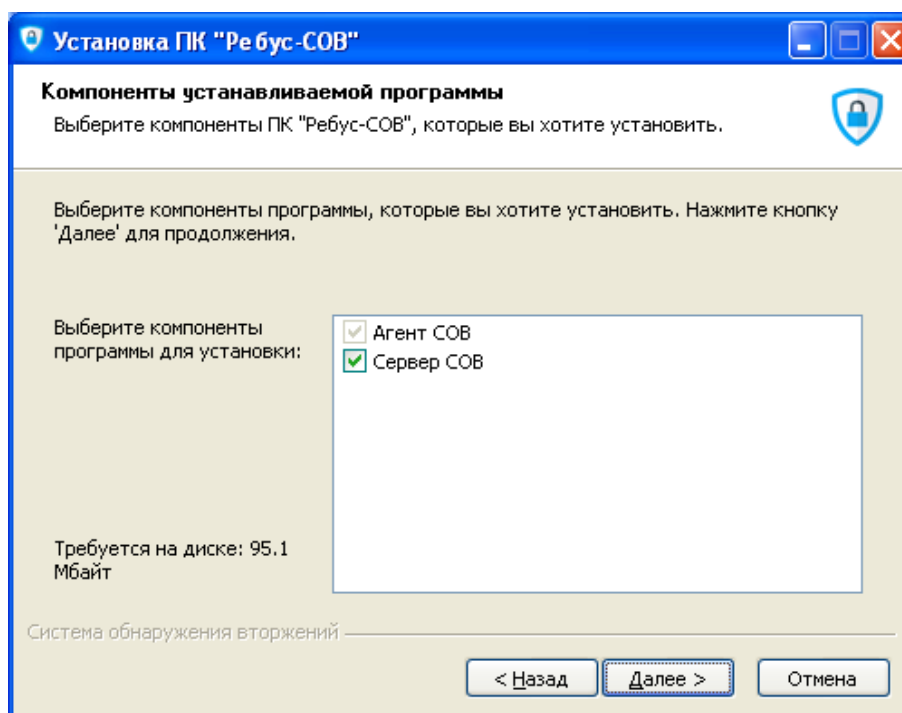 Установка ПК "Ребус-СОВ"
Компоненты устанавливаемой программы
Выберите компоненты ПК "Ребус-СОВ", которые вы хотите установить.
Выберите компоненты программы, которые вы хотите установить. Нажмите кнопку
'Далее' для продолжения.
Выберите компоненты
программы для установки:
Агент СОВ
Сервер СОВ
Требуется на диске: 95.1
Мбайт
Система обнаружения вторжений
< Назад
Далее >
Отмена